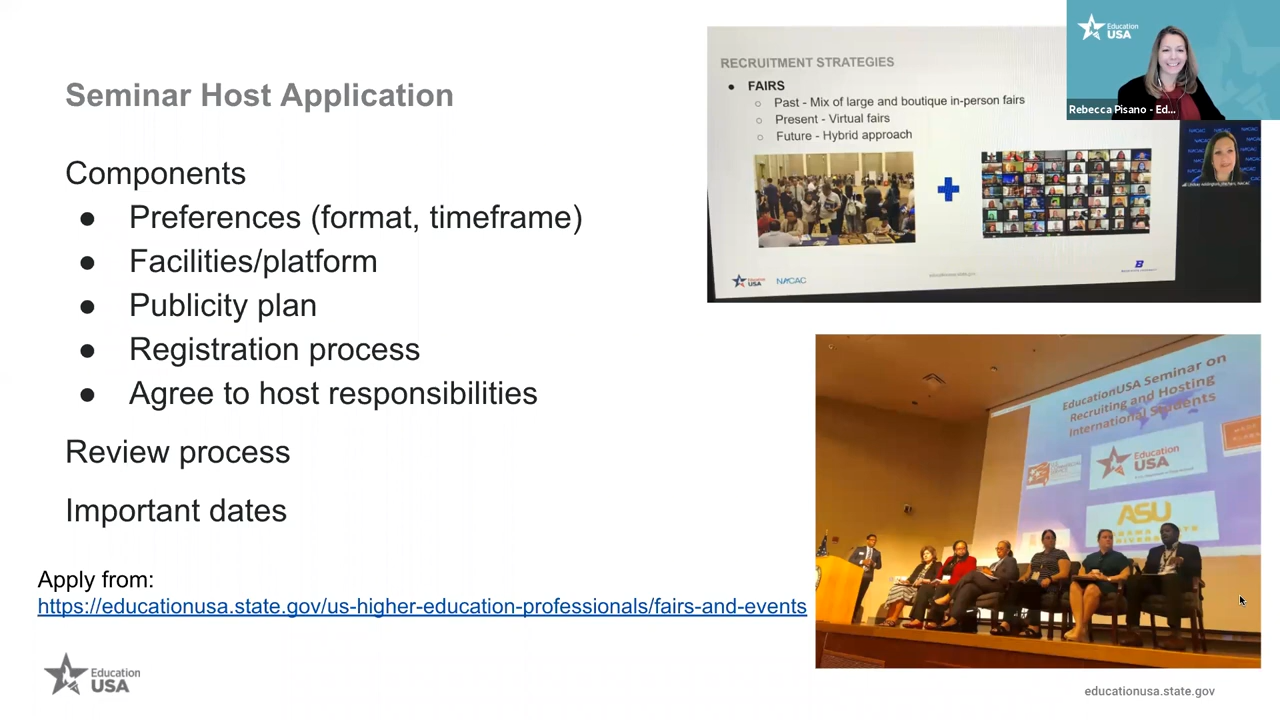 Seminar Host Application
Components
● Preferences (format, timeframe)
● Facilities/platform
● Publicity plan
● Registration process
● Agree to host responsibilities
Review process
Important dates
Apply from:
https://educationusa.state.gov/us-higher-education-professionals/fairs-and-events
Education
USA
RECRUITMENT STRATEGIES
● FAIRS
○ Past - Mix of large and boutique in-person fairs
○ Present - Virtual fairs
○ Future - Hybrid approach
Education
USA
NACAC
B
Education
USA
Rebecca Pisano - Ed...
EducationUSA Seminar on
Recruiting and Hosting
International Students
Education
USA
ASU
educationusa.state.gov